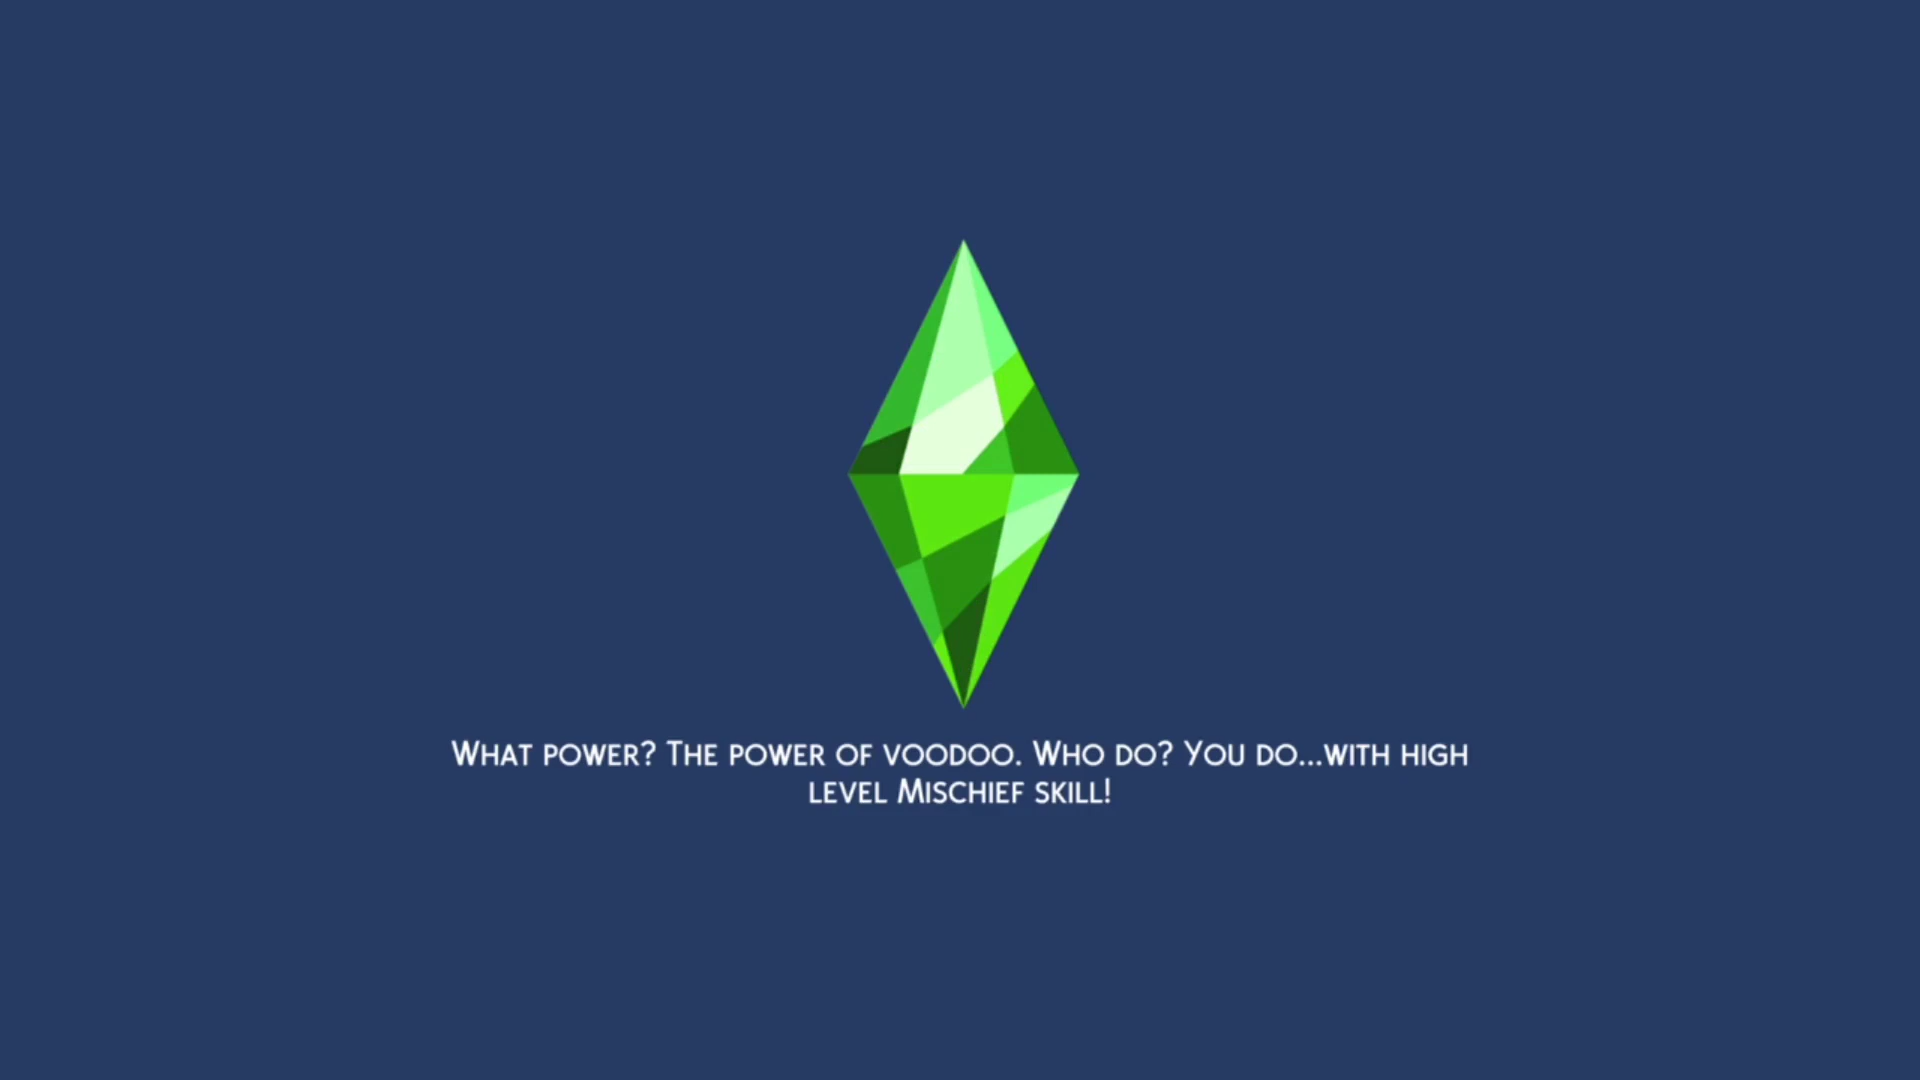 What power? The power of voodoo. Who do? You do...with high
level Mischief skill!